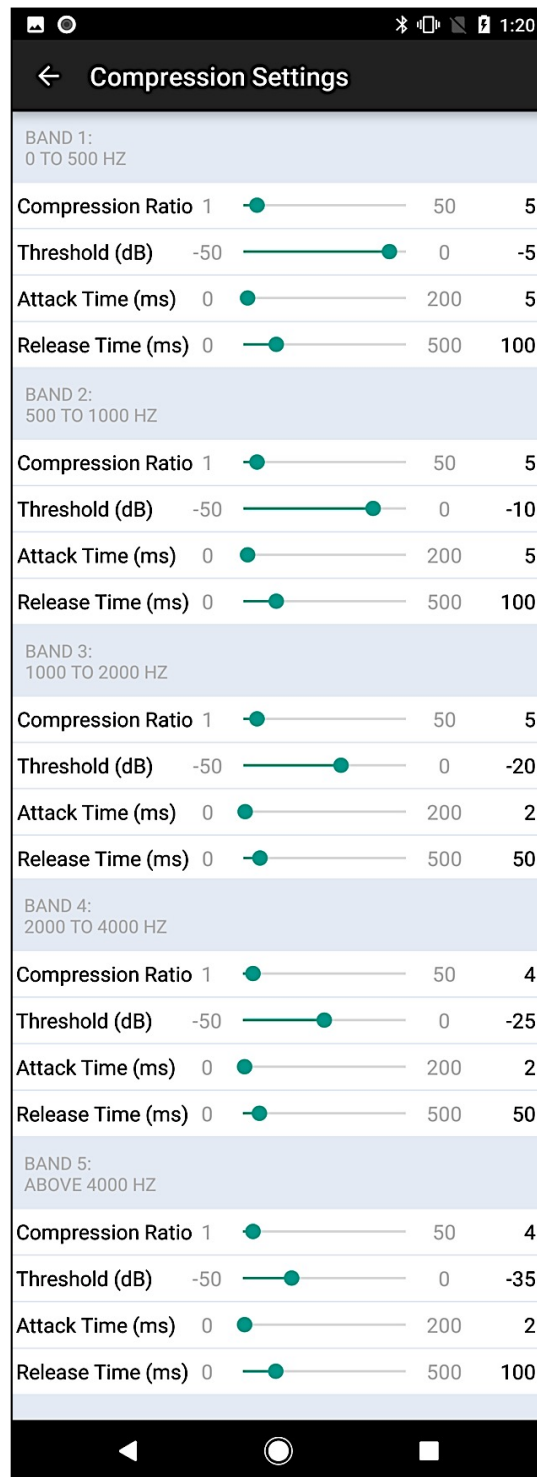 1:20
Compression Settings
BAND 1:
0 TO 500 HZ
Compression Ratio 1 50 5
Threshold (dB) -50 0 -5
Attack Time (ms) 0 200 5
Release Time (ms) 0 500 100
BAND 2:
500 TO 1000 HZ
Compression Ratio 1 50 5
Threshold (dB) -50 0 -10
Attack Time (ms) 0 200 5
Release Time (ms) 0 500 100
BAND 3:
1000 TO 2000 HZ
Compression Ratio 1 50 5
Threshold (dB) -50 0 -20
Attack Time (ms) 0 200 2
Release Time (ms) 0 500 50
BAND 4:
2000 TO 4000 HZ
Compression Ratio 1 50 4
Threshold (dB) -50 0 -25
Attack Time (ms) 0 200 2
Release Time (ms) 0 500 50
BAND 5:
ABOVE 4000 HZ
Compression Ratio 1 50 4
Threshold (dB) -50 0 -35
Attack Time (ms) 0 200 2
Release Time (ms) 0 500 100